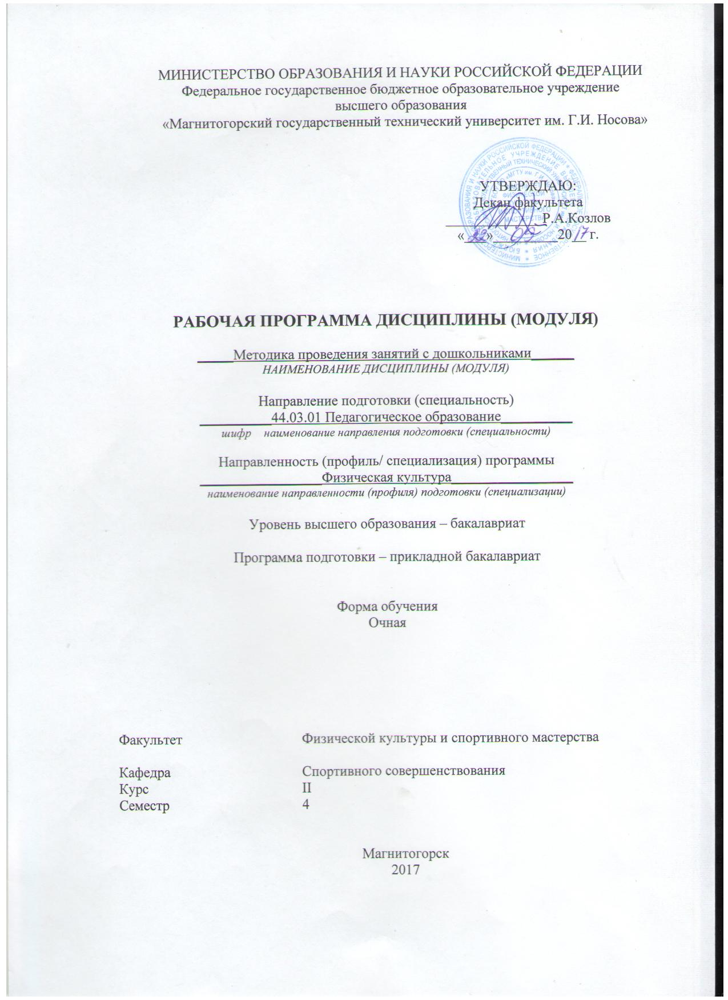 МИНИСТЕРСТВО ОБРАЗОВАНИЯ И НАУКИ РОССИЙСКОЙ ФЕДЕРАЦИИ
Федеральное государственное бюджетное образовательное учреждение
высшего образования
«Магнитогорский государственный технический университет им. Г.И. Носова»
УТВЕРЖДАЮ:
Декан факультета
Р.А.Козлов
« » 09 2017 г.
РАБОЧАЯ ПРОГРАММА ДИСЦИПЛИНЫ (МОДУЛЯ)
Методика проведения занятий с дошкольниками
НАИМЕНОВАНИЕ ДИСЦИПЛИНЫ (МОДУЛЯ)
Направление подготовки (специальность)
44.03.01 Педагогическое образование
шифр наименование направления подготовки (специальности)
Направленность (профиль/ специализация) программы
Физическая культура
наименование направленности (профиля) подготовки (специализации)
Уровень высшего образования – бакалавриат
Программа подготовки – прикладной бакалавриат
Форма обучения
Очная
Факультет Физической культуры и спортивного мастерства
Кафедра Спортивного совершенствования
Курс II
Семестр 4
Магнитогорск
2017